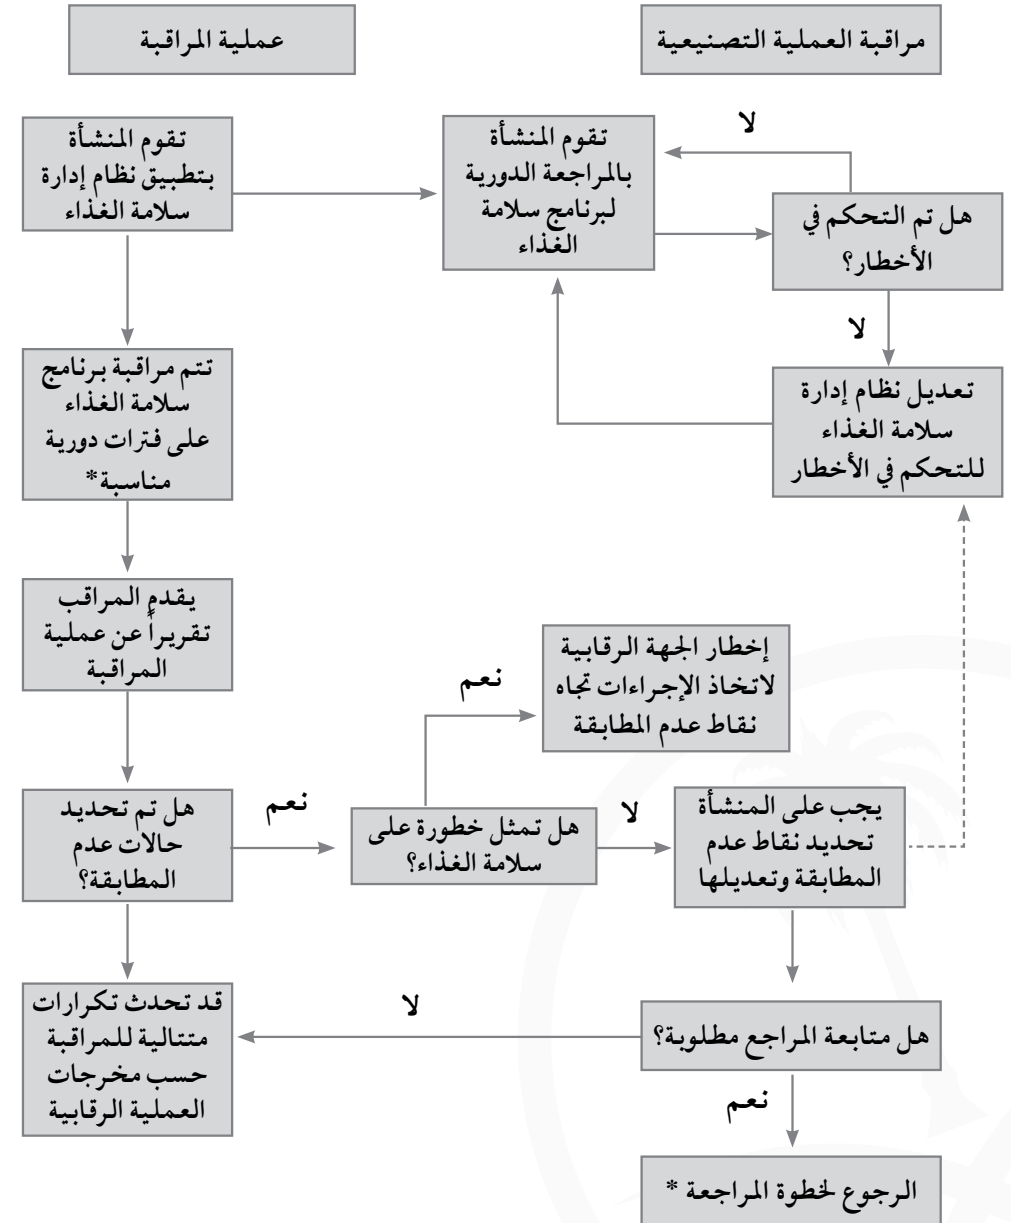 مراقبة العملية التصنيعية
عملية المراقبة
تقوم المنشأة
بتطبيق نظام إدارة
سلامة الغذاء
تقوم المنشأة
بالمراجعة الدورية
لبرنامج سلامة
الغذاء
لا
هل تم التحكم في
الأخطار؟
لا
تعديل نظام إدارة
سلامة الغذاء
للتحكم في الأخطار
تتم مراقبة برنامج
سلامة الغذاء
على فترات دورية
مناسبة*
يقدم المراقب
تقريراً عن عملية
المراقبة
هل تم تحديد
حالات عدم
المطابقة؟
نعم
هل تمثل خطورة على
سلامة الغذاء؟
نعم
إخطار الجهة الرقابية
لاتخاذ الإجراءات تجاه
نقاط عدم المطابقة
لا
يجب على المنشأة
تحديد نقاط عدم
المطابقة وتعديلها
هل متابعة المراجع مطلوبة؟
لا
قد تحدث تكرارات
متتالية للمراقبة
حسب مخرجات
العملية الرقابية
نعم
الرجوع لخطوة المراجعة *